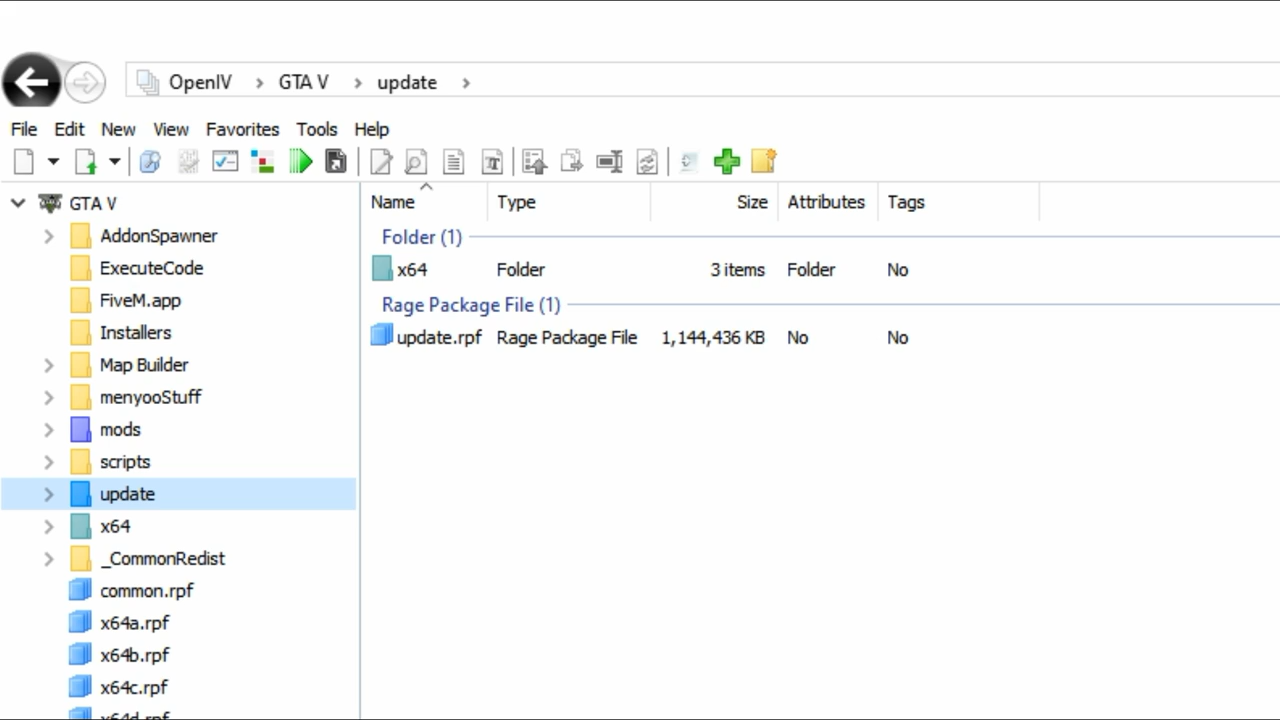 OpenIV > GTA V > update >
File Edit New View Favorites Tools Help
GTA V
AddonSpawner
ExecuteCode
FiveM.app
Installers
Map Builder
menyooStuff
mods
scripts
update
x64
_CommonRedist
common.rpf
x64a.rpf
x64b.rpf
x64c.rpf
x64d.rpf
Name Type Size Attributes Tags
Folder (1)
x64 Folder 3 items Folder No
Rage Package File (1)
update.rpf Rage Package File 1,144,436 KB No No